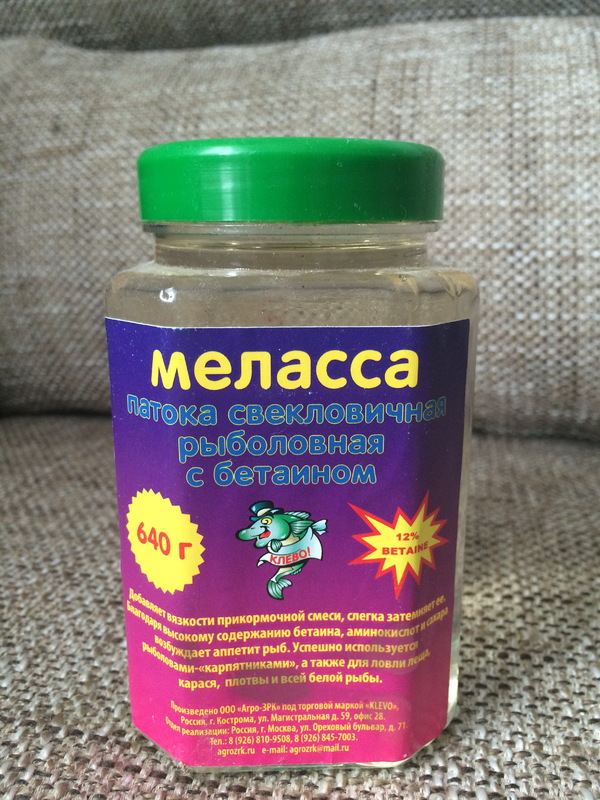 меласса
патока свекловичная
рыболовная
с бетаином
640 г
КЛЕВО!
12%
BETAINE
Добавляет вязкости прикормочной смеси, слегка затемняет ее.
Благодаря высокому содержанию бетаина, аминокислот и сахара
возбуждает аппетит рыб. Успешно используется
рыболовами-«карпятниками», а также для ловли леща,
карася, плотвы и всей белой рыбы.
Произведено ООО «Агро-ЗРК» под торговой маркой «KLEVO»,
Россия, г. Кострома, ул. Магистральная д. 59, офис 28.
Отдел реализации: Россия, г. Москва, ул. Ореховый бульвар, д. 71.
Тел.: 8 (926) 810-9508, 8 (926) 845-7003.
agrozrk.ru e-mail: agrozrk@mail.ru